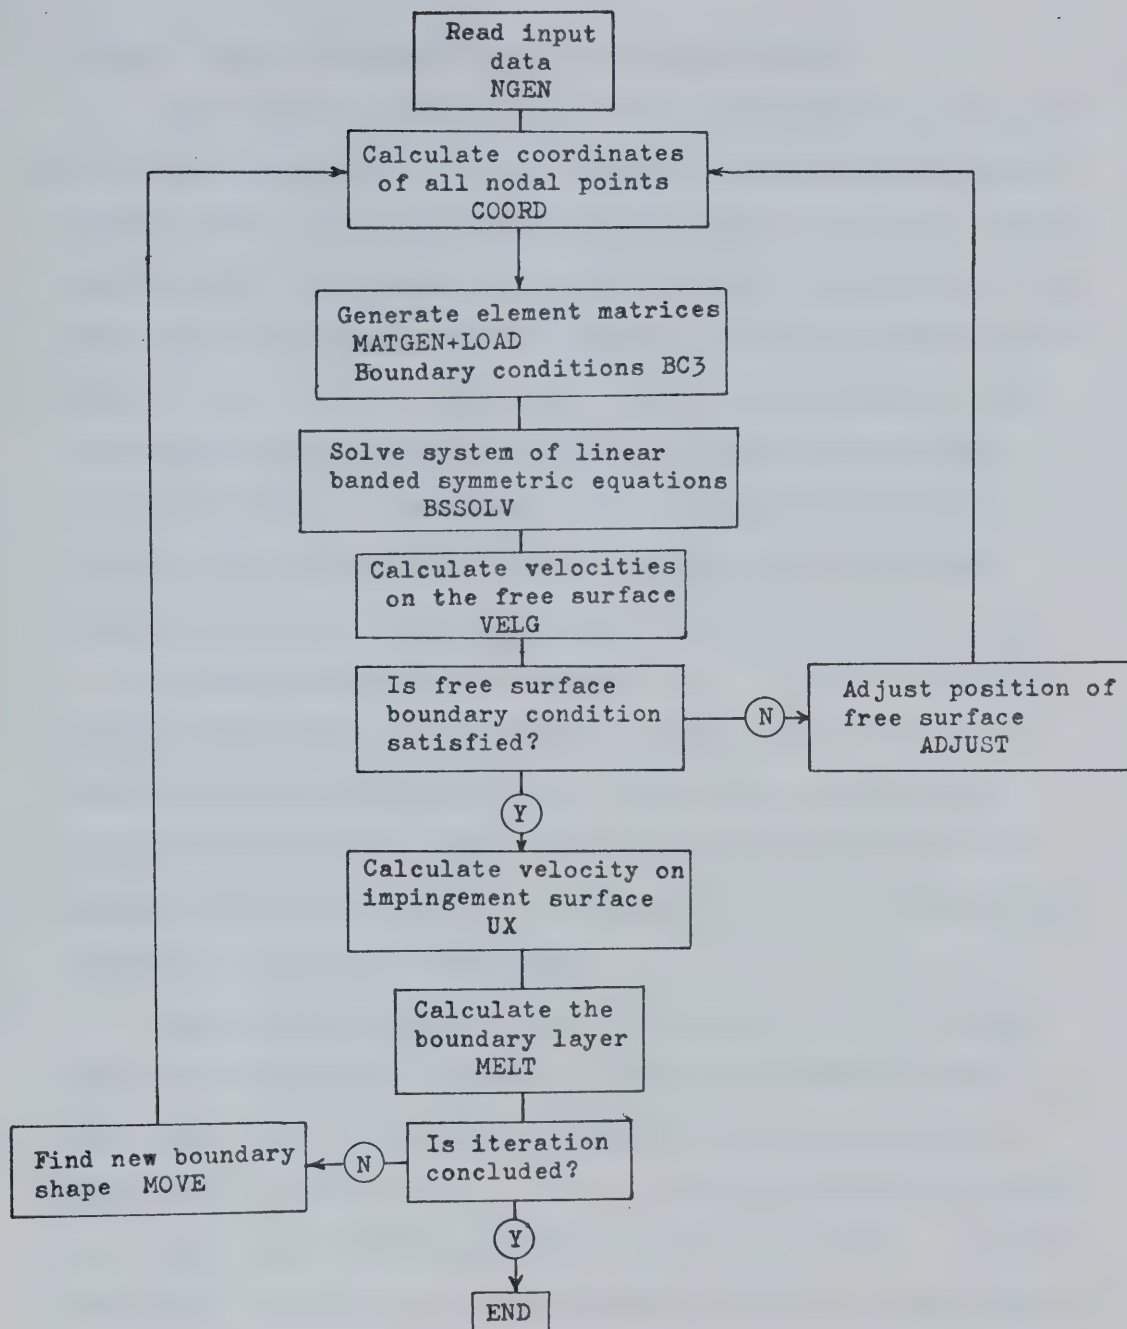 Read input
data
NGEN
Calculate coordinates
of all nodal points
COORD
Generate element matrices
MATGEN+LOAD
Boundary conditions BC3
Solve system of linear
banded symmetric equations
BSSOLV
Calculate velocities
on the free surface
VELG
Is free surface
boundary condition
satisfied?
N
Adjust position of
free surface
ADJUST
Y
Calculate velocity on
impingement surface
UX
Calculate the
boundary layer
MELT
Is iteration
concluded?
N
Find new boundary
shape MOVE
Y
END